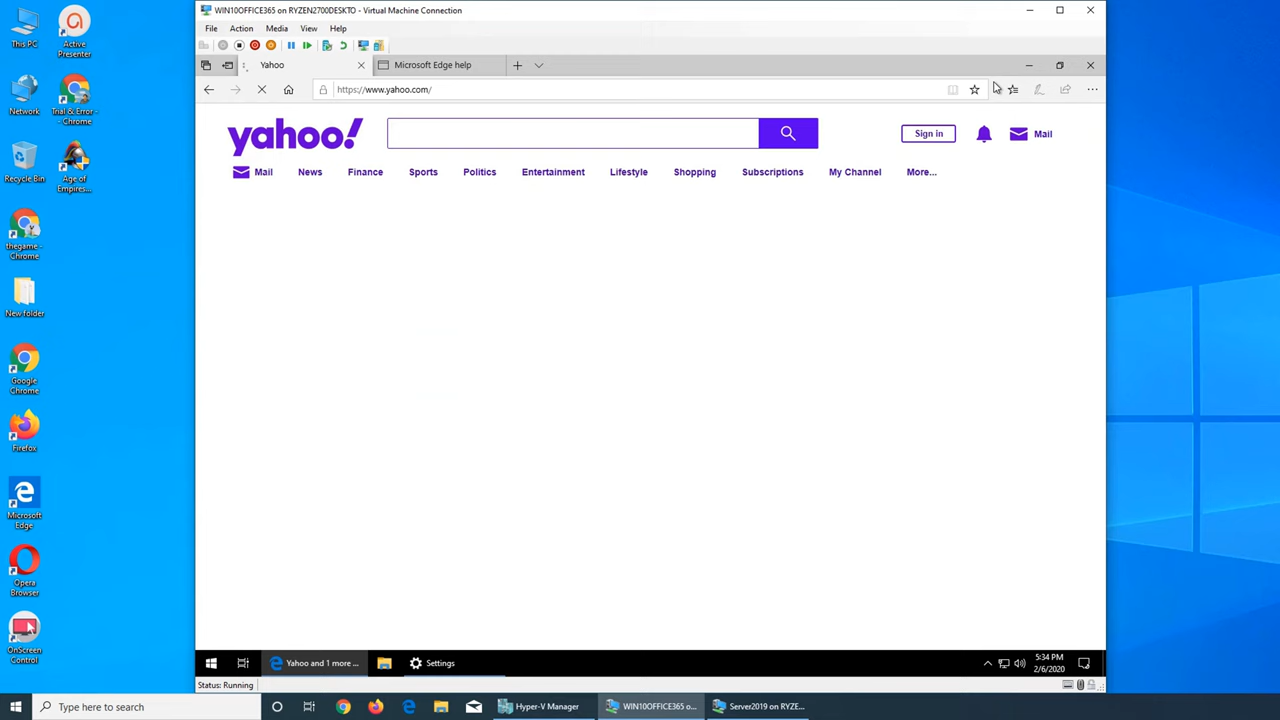 WIN10OFFICE365 on RYZEN2700DESKTO - Virtual Machine Connection
File Action Media View Help
Yahoo
Microsoft Edge help
https://www.yahoo.com/
yahoo!
Sign in
Mail
Mail News Finance Sports Politics Entertainment Lifestyle Shopping Subscriptions My Channel More...
This PC
Active Presenter
Network
Trial & Error - - Chrome
Recycle Bin
Age of Empires...
thegame - Chrome
New folder
Google Chrome
Firefox
Microsoft Edge
Opera Browser
OnScreen Control
Yahoo and 1 more ...
Settings
5:34 PM
2/6/2020
Status: Running
Type here to search
Hyper-V Manager
WIN10OFFICE365 o...
Server2019 on RYZE...